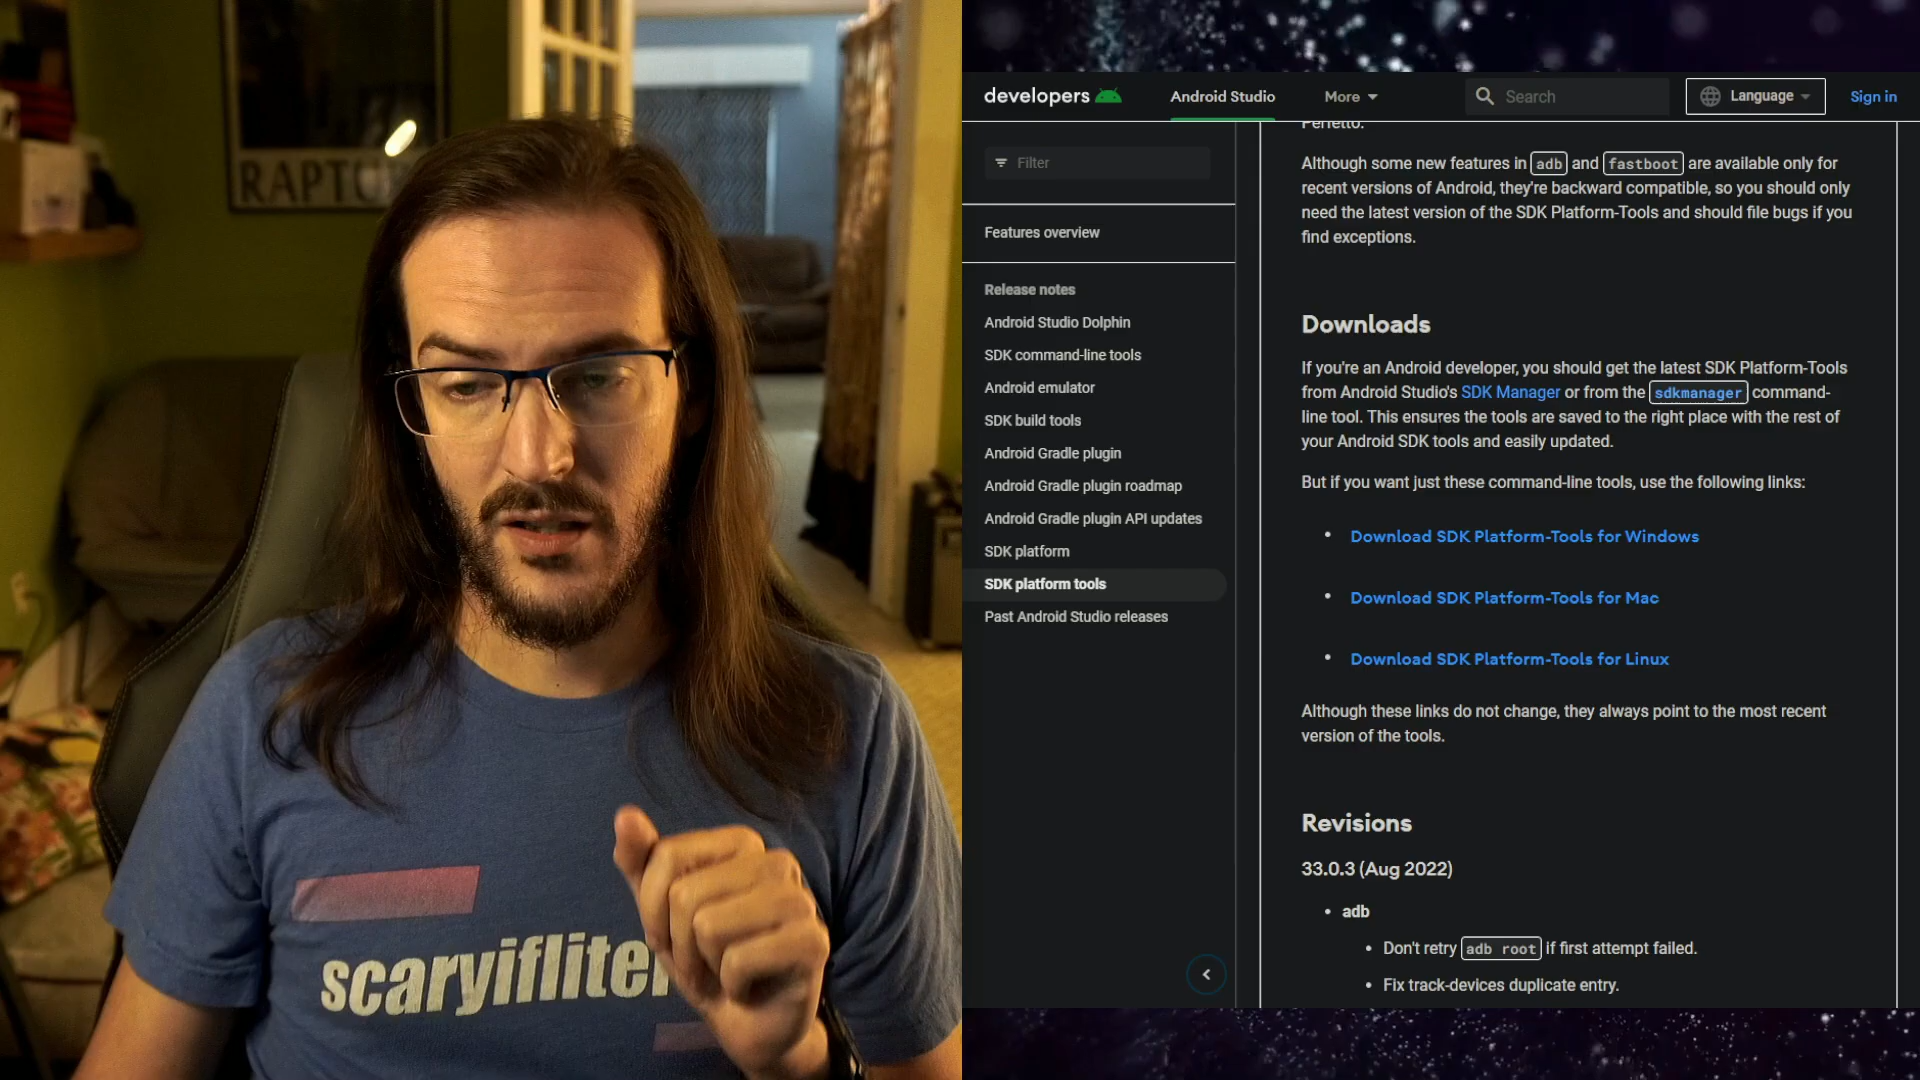 RAPTU
scaryifliter
developers
Android Studio
More
Search
Language
Sign in
Filter
Features overview
Release notes
Android Studio Dolphin
SDK command-line tools
Android emulator
SDK build tools
Android Gradle plugin
Android Gradle plugin roadmap
Android Gradle plugin API updates
SDK platform
SDK platform tools
Past Android Studio releases
Perfetto.
Although some new features in adb and fastboot are available only for
recent versions of Android, they're backward compatible, so you should only
need the latest version of the SDK Platform-Tools and should file bugs if you
find exceptions.
Downloads
If you're an Android developer, you should get the latest SDK Platform-Tools
from Android Studio's SDK Manager or from the sdkmanager command-
line tool. This ensures the tools are saved to the right place with the rest of
your Android SDK tools and easily updated.
But if you want just these command-line tools, use the following links:
• Download SDK Platform-Tools for Windows
• Download SDK Platform-Tools for Mac
• Download SDK Platform-Tools for Linux
Although these links do not change, they always point to the most recent
version of the tools.
Revisions
33.0.3 (Aug 2022)
• adb
• Don't retry adb root if first attempt failed.
• Fix track-devices duplicate entry.